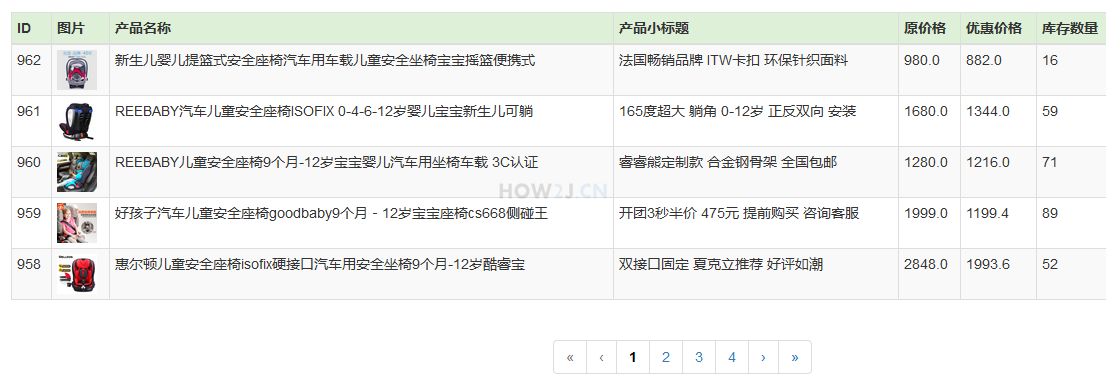 ID 图片 产品名称 产品小标题 原价格 优惠价格 库存数量
962 新生儿婴儿提篮式安全座椅汽车用车载儿童安全坐椅宝宝摇篮便携式 法国畅销品牌 ITW卡扣 环保针织面料 980.0 882.0 16
961 REEBABY汽车儿童安全座椅ISOFIX 0-4-6-12岁婴儿宝宝新生儿可躺 165度超大 躺角 0-12岁 正反双向 安装 1680.0 1344.0 59
960 REEBABY儿童安全座椅9个月-12岁宝宝婴儿汽车用坐椅车载 3C认证 睿睿熊定制款 合金钢骨架 全国包邮 1280.0 1216.0 71
HOW2J.CN
959 好孩子汽车儿童安全座椅goodbaby9个月 - 12岁宝宝座椅cs668侧碰王 开团3秒半价 475元 提前购买 咨询客服 1999.0 1199.4 89
958 惠尔顿儿童安全座椅isofix硬接口汽车用安全坐椅9个月-12岁酷睿宝 双接口固定 夏克立推荐 好评如潮 2848.0 1993.6 52
« ‹ 1 2 3 4 › »